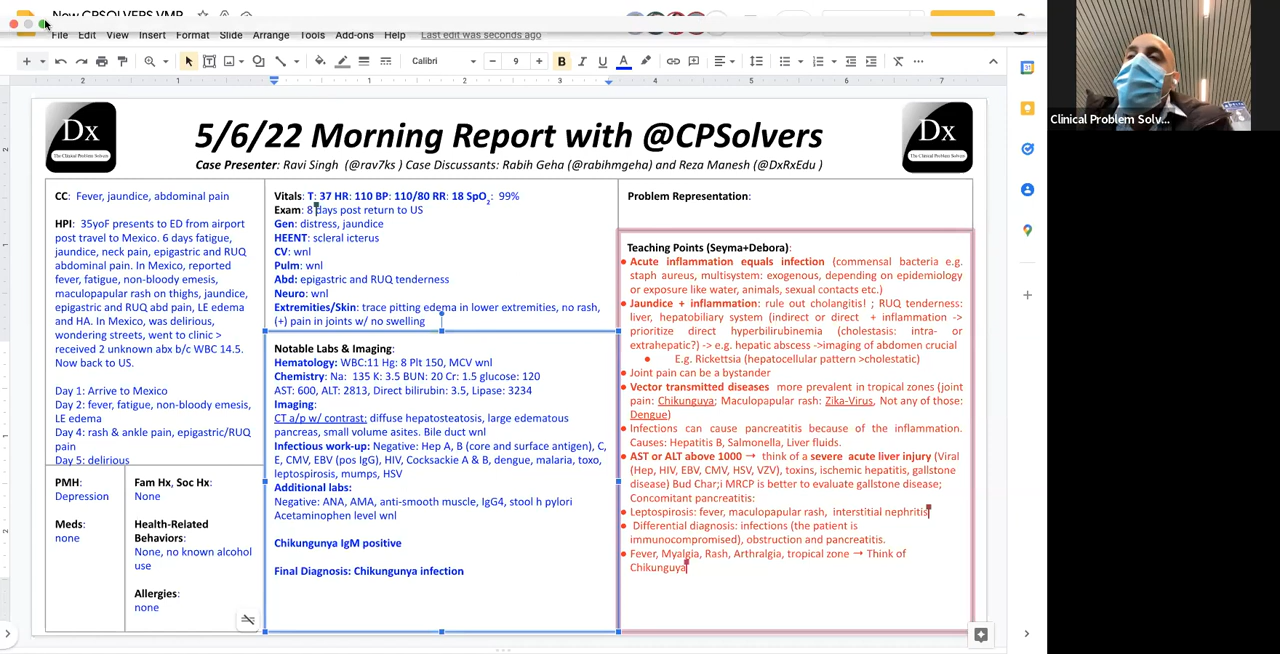 New CPSOLVERS VMR
File Edit View Insert Format Slide Arrange Tools Add-ons Help Last edit was seconds ago
Calibri 9 B I U A
2 1 1 2 3 4 5 6 7
Dx
The Clinical Problem Solvers
5/6/22 Morning Report with @CPSolvers
Case Presenter: Ravi Singh (@rav7ks ) Case Discussants: Rabih Geha (@rabihmgeha) and Reza Manesh (@DxRxEdu )
Dx
The Clinical Problem Solvers
CC: Fever, jaundice, abdominal pain
HPI: 35yoF presents to ED from airport
post travel to Mexico. 6 days fatigue,
jaundice, neck pain, epigastric and RUQ
abdominal pain. In Mexico, reported
fever, fatigue, non-bloody emesis,
maculopapular rash on thighs, jaundice,
epigastric and RUQ abd pain, LE edema
and HA. In Mexico, was delirious,
wondering streets, went to clinic >
received 2 unknown abx b/c WBC 14.5.
Now back to US.
Day 1: Arrive to Mexico
Day 2: fever, fatigue, non-bloody emesis,
LE edema
Day 4: rash & ankle pain, epigastric/RUQ
pain
Day 5: delirious
PMH:
Depression
Meds:
none
Fam Hx, Soc Hx:
None
Health-Related
Behaviors:
None, no known alcohol
use
Allergies:
none
Vitals: T: 37 HR: 110 BP: 110/80 RR: 18 SpO2: 99%
Exam: 8 days post return to US
Gen: distress, jaundice
HEENT: scleral icterus
CV: wnl
Pulm: wnl
Abd: epigastric and RUQ tenderness
Neuro: wnl
Extremities/Skin: trace pitting edema in lower extremities, no rash,
(+) pain in joints w/ no swelling
Notable Labs & Imaging:
Hematology: WBC:11 Hg: 8 Plt 150, MCV wnl
Chemistry: Na: 135 K: 3.5 BUN: 20 Cr: 1.5 glucose: 120
AST: 600, ALT: 2813, Direct bilirubin: 3.5, Lipase: 3234
Imaging:
CT a/p w/ contrast: diffuse hepatosteatosis, large edematous
pancreas, small volume asites. Bile duct wnl
Infectious work-up: Negative: Hep A, B (core and surface antigen), C,
E, CMV, EBV (pos IgG), HIV, Cocksackie A & B, dengue, malaria, toxo,
leptospirosis, mumps, HSV
Additional labs:
Negative: ANA, AMA, anti-smooth muscle, IgG4, stool h pylori
Acetaminophen level wnl
Chikungunya IgM positive
Final Diagnosis: Chikungunya infection
Problem Representation:
Teaching Points (Seyma+Debora):
● Acute inflammation equals infection (commensal bacteria e.g.
staph aureus, multisystem: exogenous, depending on epidemiology
or exposure like water, animals, sexual contacts etc.)
● Jaundice + inflammation: rule out cholangitis! ; RUQ tenderness:
liver, hepatobiliary system (indirect or direct + inflammation ->
prioritize direct hyperbilirubinemia (cholestasis: intra- or
extrahepatic?) -> e.g. hepatic abscess ->imaging of abdomen crucial
● E.g. Rickettsia (hepatocellular pattern >cholestatic)
● Joint pain can be a bystander
● Vector transmitted diseases more prevalent in tropical zones (joint
pain: Chikunguya; Maculopapular rash: Zika-Virus, Not any of those:
Dengue)
● Infections can cause pancreatitis because of the inflammation.
Causes: Hepatitis B, Salmonella, Liver fluids.
● AST or ALT above 1000 → think of a severe acute liver injury (Viral
(Hep, HIV, EBV, CMV, HSV, VZV), toxins, ischemic hepatitis, gallstone
disease) Bud Char;i MRCP is better to evaluate gallstone disease;
Concomitant pancreatitis:
● Leptospirosis: fever, maculopapular rash, interstitial nephritis
● Differential diagnosis: infections (the patient is
immunocompromised), obstruction and pancreatitis.
● Fever, Myalgia, Rash, Arthralgia, tropical zone → Think of
Chikunguya
Clinical Problem Solv...